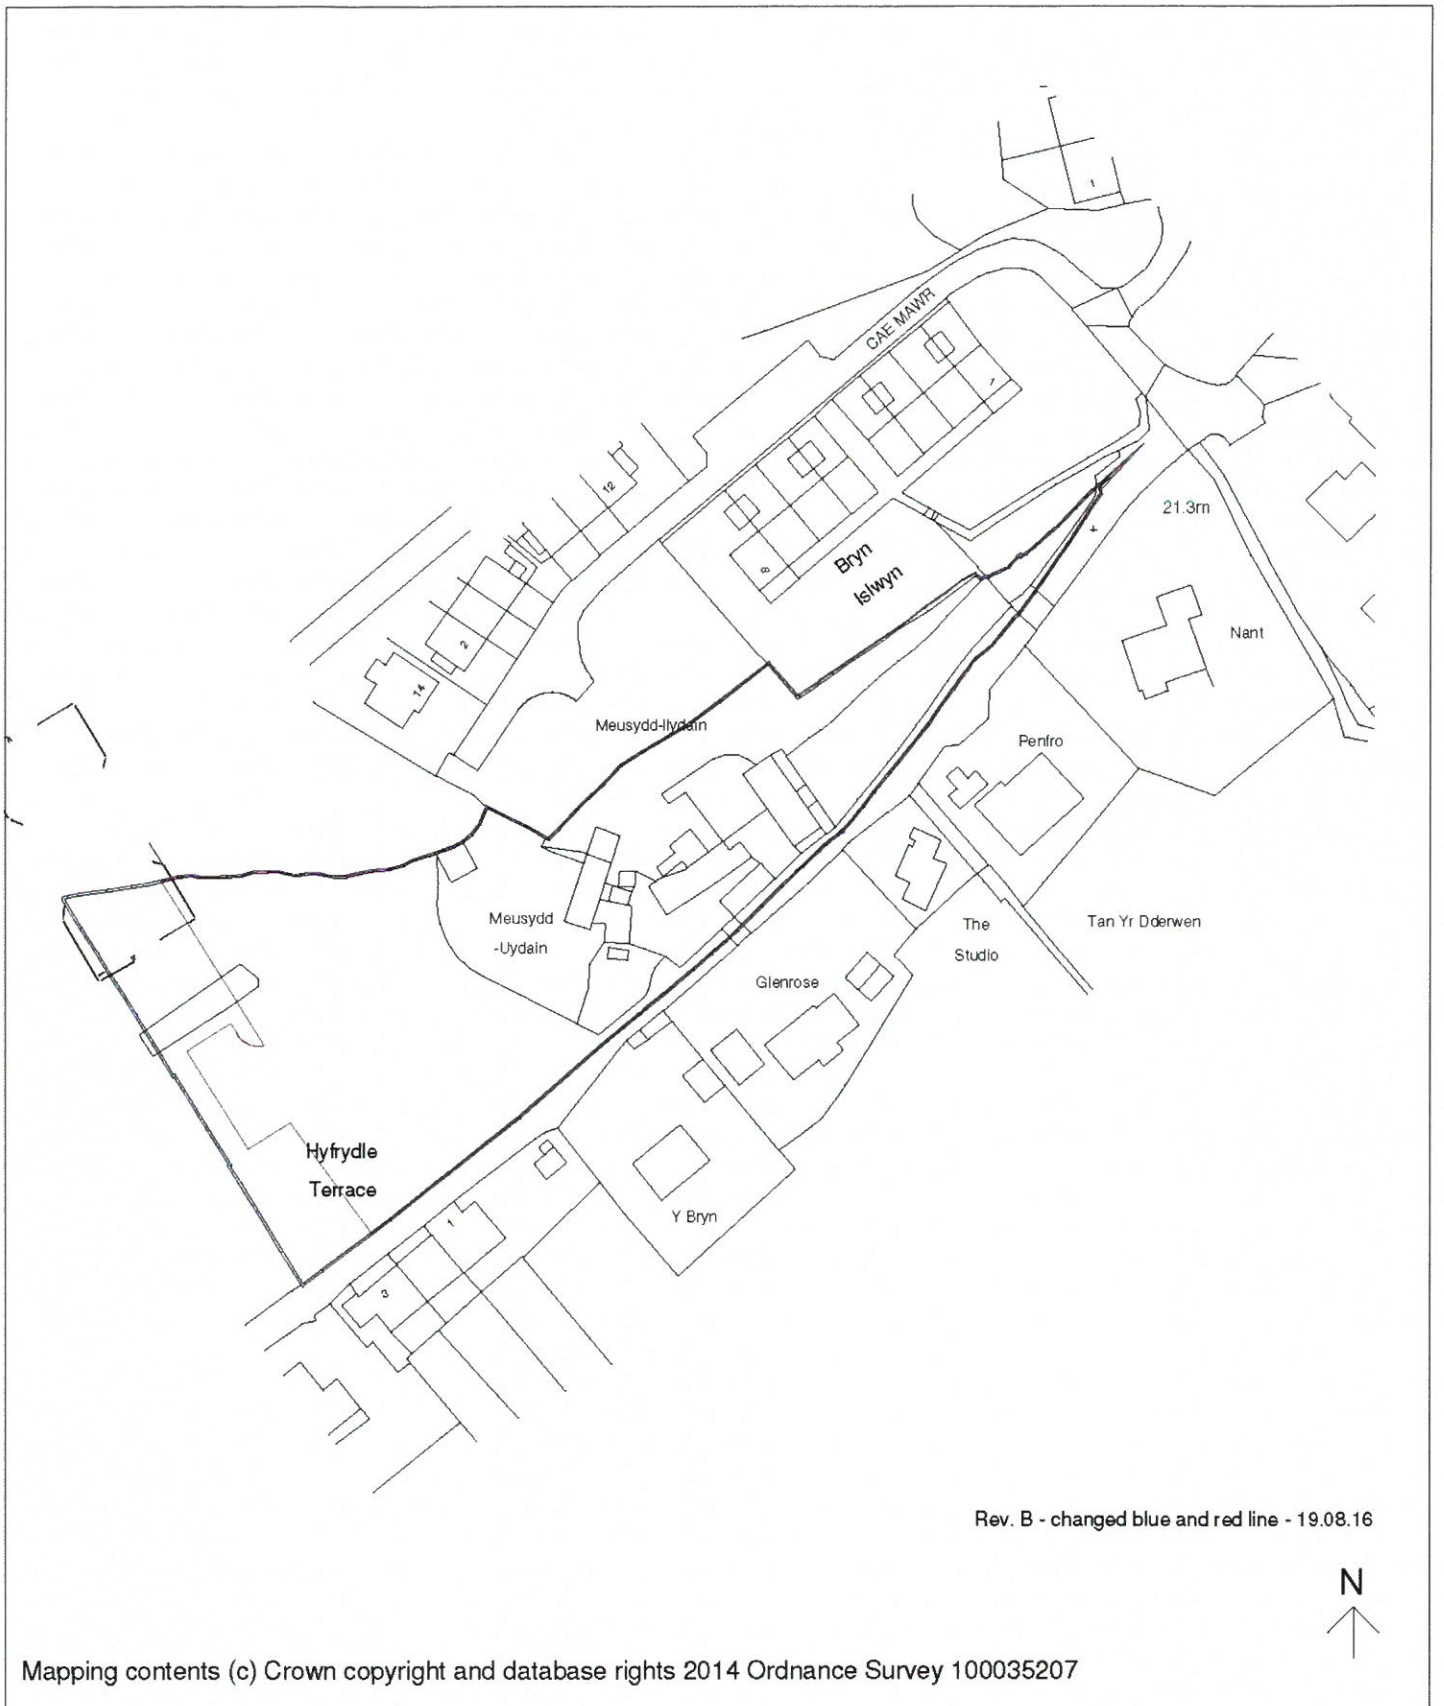 1
CAE MAWR
1
12
21.3rn
Bryn
Islwyn
8
2
14
Nant
Meusydd-llydain
Penfro
Meusydd
-Uydain
The
Studio
Tan Yr Dderwen
Glenrose
Hyfrydle
Terrace
Y Bryn
1
3
Rev. B - changed blue and red line - 19.08.16
N
Mapping contents (c) Crown copyright and database rights 2014 Ordnance Survey 100035207